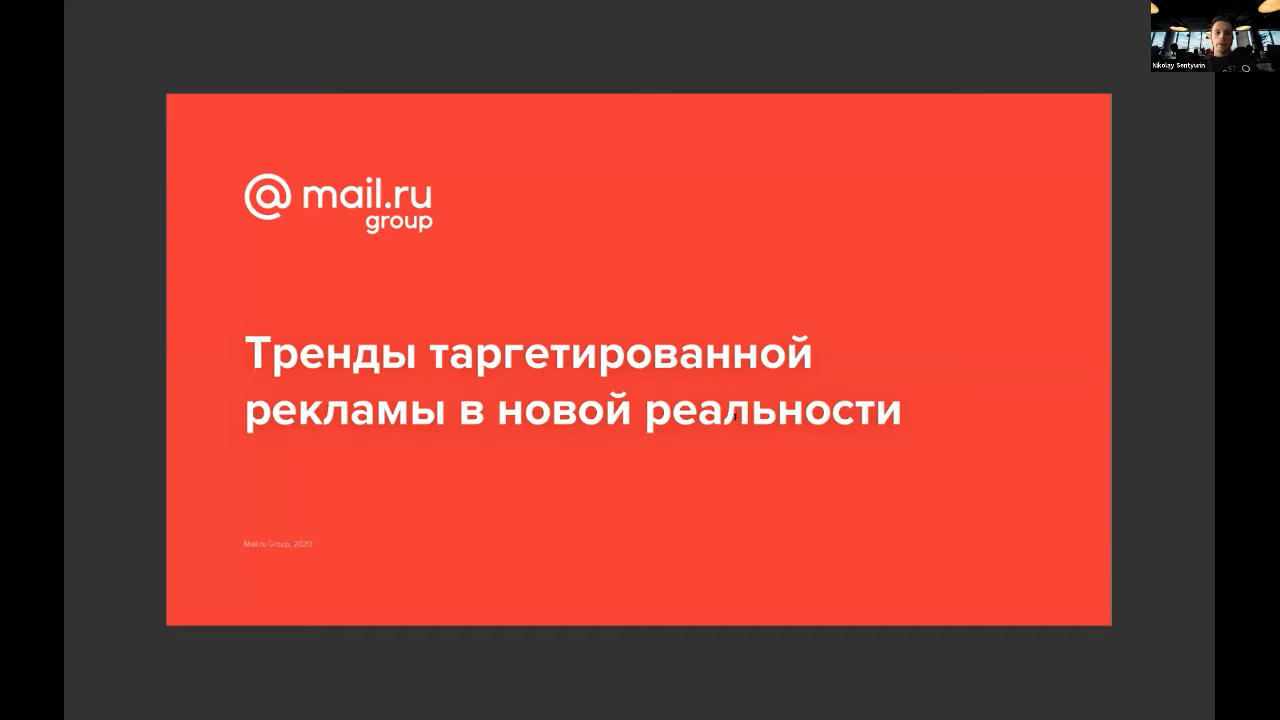 Nikolay Sentyurin
@ mail.ru
group
Тренды таргетированной
рекламы в новой реальности
Mail.ru Group, 2020